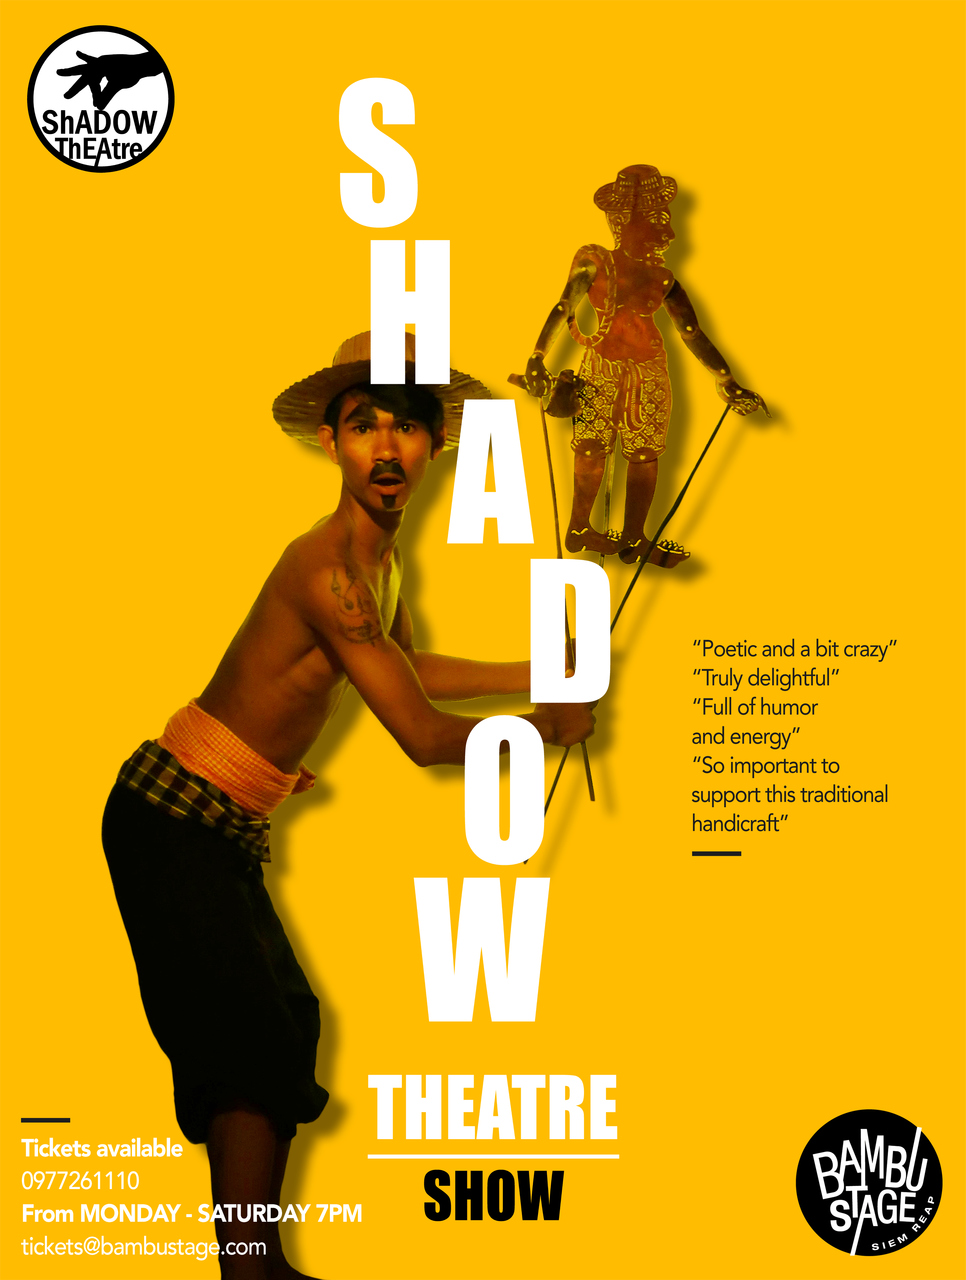 ShADOW
ThEAtre
SHADOW
THEATRE
SHOW
“Poetic and a bit crazy”
“Truly delightful”
“Full of humor
and energy”
“So important to
support this traditional
handicraft”
Tickets available
0977261110
From MONDAY - SATURDAY 7PM
tickets@bambustage.com
BAMBU
STAGE
SIEM REAP